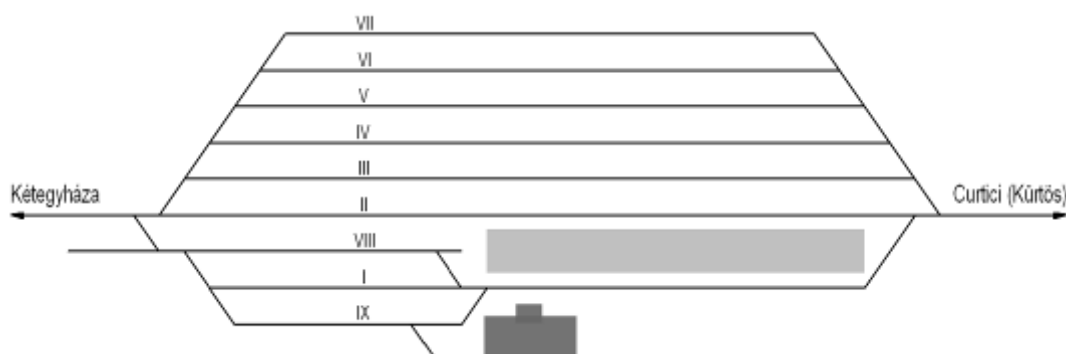 VII
VI
V
IV
III
Kétegyháza
Curtici (Kürtös)
II
VIII
I
IX